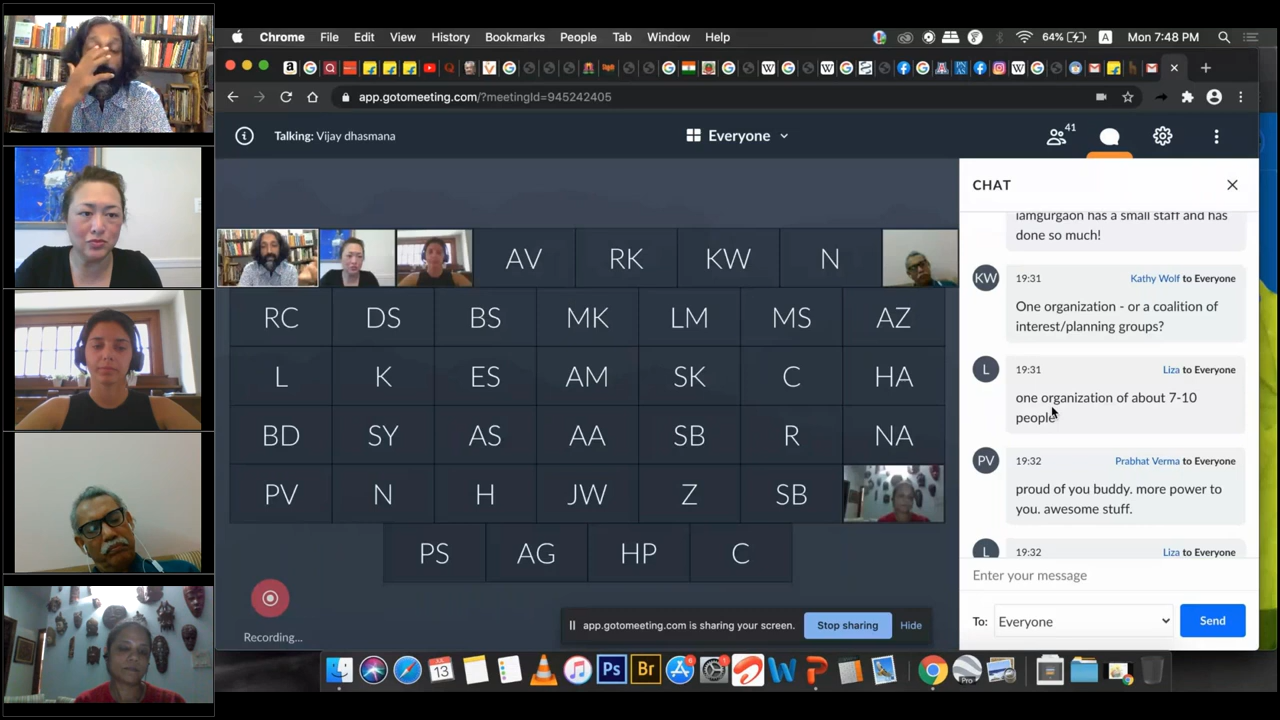 Chrome File Edit View History Bookmarks People Tab Window Help 64% A Mon 7:48 PM
app.gotomeeting.com/?meetingId=945242405
Talking: Vijay dhasmana
Everyone
41
CHAT
Iamgurgaon has a small staff and has
done so much!
KW 19:31 Kathy Wolf to Everyone
One organization - or a coalition of
interest/planning groups?
L 19:31 Liza to Everyone
one organization of about 7-10
people
PV 19:32 Prabhat Verma to Everyone
proud of you buddy. more power to
you. awesome stuff.
L 19:32 Liza to Everyone
Enter your message
To: Everyone Send
AV RK KW N
RC DS BS MK LM MS AZ
L K ES AM SK C HA
BD SY AS AA SB R NA
PV N H JW Z SB
PS AG HP C
Recording...
app.gotomeeting.com is sharing your screen. Stop sharing Hide
13 Ps Br Pro